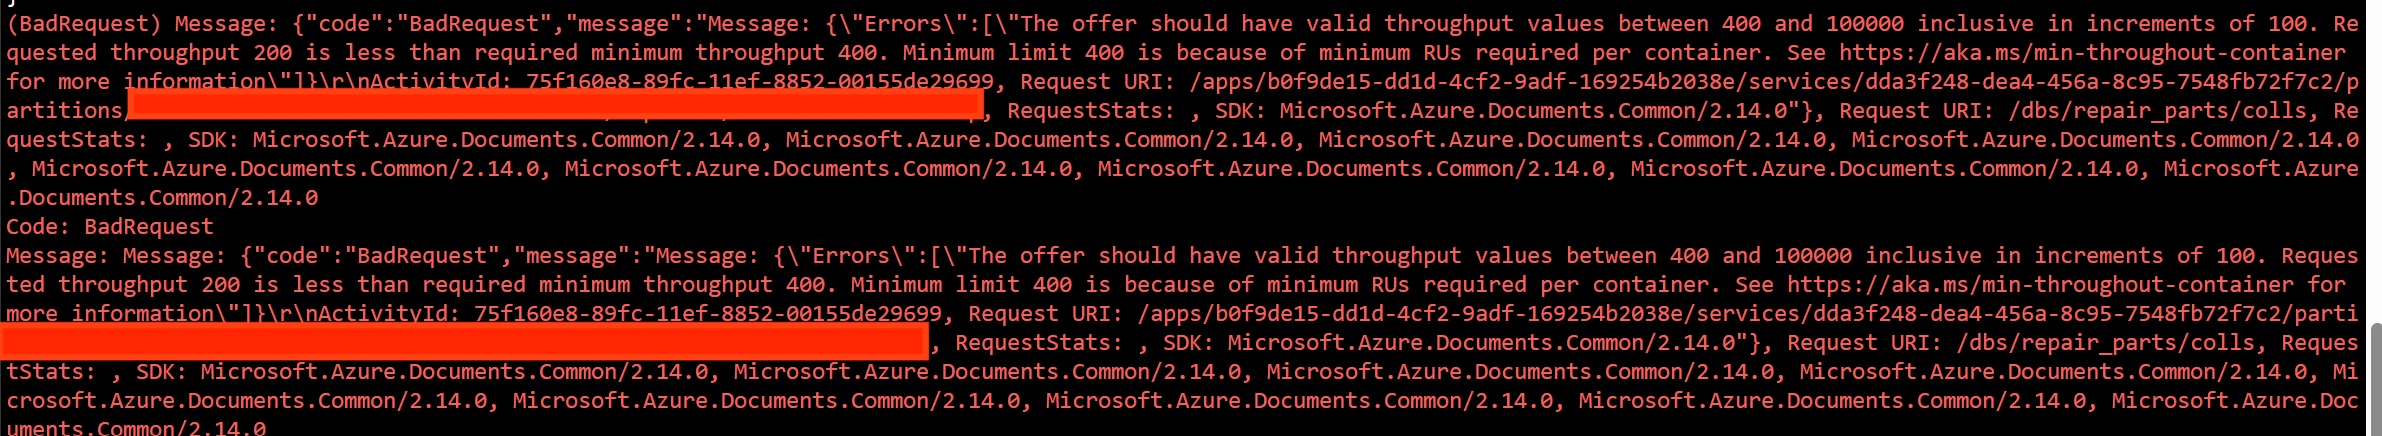 (BadRequest) Message: {"code":"BadRequest","message":"Message: {\"Errors\":[\"The offer should have valid throughput values between 400 and 100000 inclusive in increments of 100. Re
quested throughput 200 is less than required minimum throughput 400. Minimum limit 400 is because of minimum RUs required per container. See https://aka.ms/min-throughout-container
for more information\"]}\r\nActivityId: 75f160e8-89fc-11ef-8852-00155de29699, Request URI: /apps/b0f9de15-dd1d-4cf2-9adf-169254b2038e/services/dda3f248-dea4-456a-8c95-7548fb72f7c2/p
artitions/ , RequestStats: , SDK: Microsoft.Azure.Documents.Common/2.14.0"}, Request URI: /dbs/repair_parts/colls, Re
questStats: , SDK: Microsoft.Azure.Documents.Common/2.14.0, Microsoft.Azure.Documents.Common/2.14.0, Microsoft.Azure.Documents.Common/2.14.0, Microsoft.Azure.Documents.Common/2.14.0
, Microsoft.Azure.Documents.Common/2.14.0, Microsoft.Azure.Documents.Common/2.14.0, Microsoft.Azure.Documents.Common/2.14.0, Microsoft.Azure.Documents.Common/2.14.0, Microsoft.Azure
.Documents.Common/2.14.0
Code: BadRequest
Message: Message: {"code":"BadRequest","message":"Message: {\"Errors\":[\"The offer should have valid throughput values between 400 and 100000 inclusive in increments of 100. Reques
ted throughput 200 is less than required minimum throughput 400. Minimum limit 400 is because of minimum RUs required per container. See https://aka.ms/min-throughout-container for
more information\"]}\r\nActivityId: 75f160e8-89fc-11ef-8852-00155de29699, Request URI: /apps/b0f9de15-dd1d-4cf2-9adf-169254b2038e/services/dda3f248-dea4-456a-8c95-7548fb72f7c2/parti
, RequestStats: , SDK: Microsoft.Azure.Documents.Common/2.14.0"}, Request URI: /dbs/repair_parts/colls, Reques
tStats: , SDK: Microsoft.Azure.Documents.Common/2.14.0, Microsoft.Azure.Documents.Common/2.14.0, Microsoft.Azure.Documents.Common/2.14.0, Microsoft.Azure.Documents.Common/2.14.0, Mi
crosoft.Azure.Documents.Common/2.14.0, Microsoft.Azure.Documents.Common/2.14.0, Microsoft.Azure.Documents.Common/2.14.0, Microsoft.Azure.Documents.Common/2.14.0, Microsoft.Azure.Doc
uments.Common/2.14.0